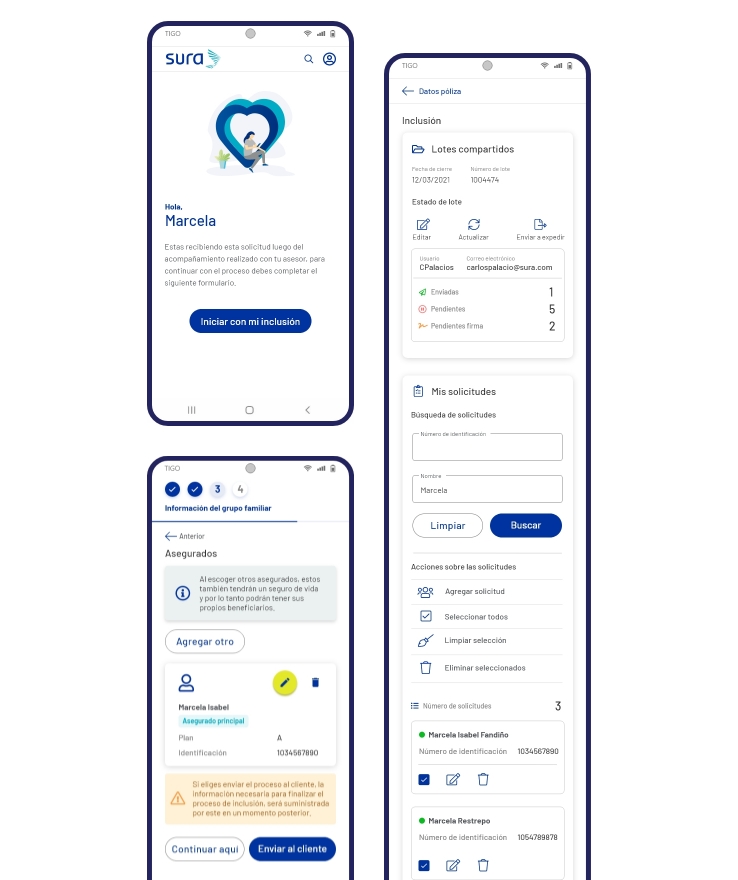 TIGO
sura
Hola,
Marcela
Estas recibiendo esta solicitud luego del
acompañamiento realizado con tu asesor, para
continuar con el proceso debes completar el
siguiente formulario.
Iniciar con mi inclusión
TIGO
3
4
Información del grupo familiar
Anterior
Asegurados
Al escoger otros asegurados, estos
también tendrán un seguro de vida
y por lo tanto podrán tener sus
propios beneficiarios.
Agregar otro
Marcela Isabel
Asegurado principal
Plan A
Identificación 1034567890
Si eliges enviar el proceso al cliente, la
información necesaria para finalizar el
proceso de inclusión, será suministrada
por este en un momento posterior.
Continuar aquí
Enviar al cliente
TIGO
Datos póliza
Inclusión
Lotes compartidos
Fecha de cierre Número de lote
12/03/2021 1004474
Estado de lote
Editar Actualizar Enviar a expedir
Usuario Correo electrónico
CPalacios carlospalacio@sura.com
Enviadas 1
Pendientes 5
Pendientes firma 2
Mis solicitudes
Búsqueda de solicitudes
Número de identificación
Nombre
Marcela
Limpiar Buscar
Acciones sobre las solicitudes
Agregar solicitud
Seleccionar todos
Limpiar selección
Eliminar seleccionados
Número de solicitudes 3
Marcela Isabel Fandiño
Número de identificación 1034567890
Marcela Restrepo
Número de identificación 1054789878